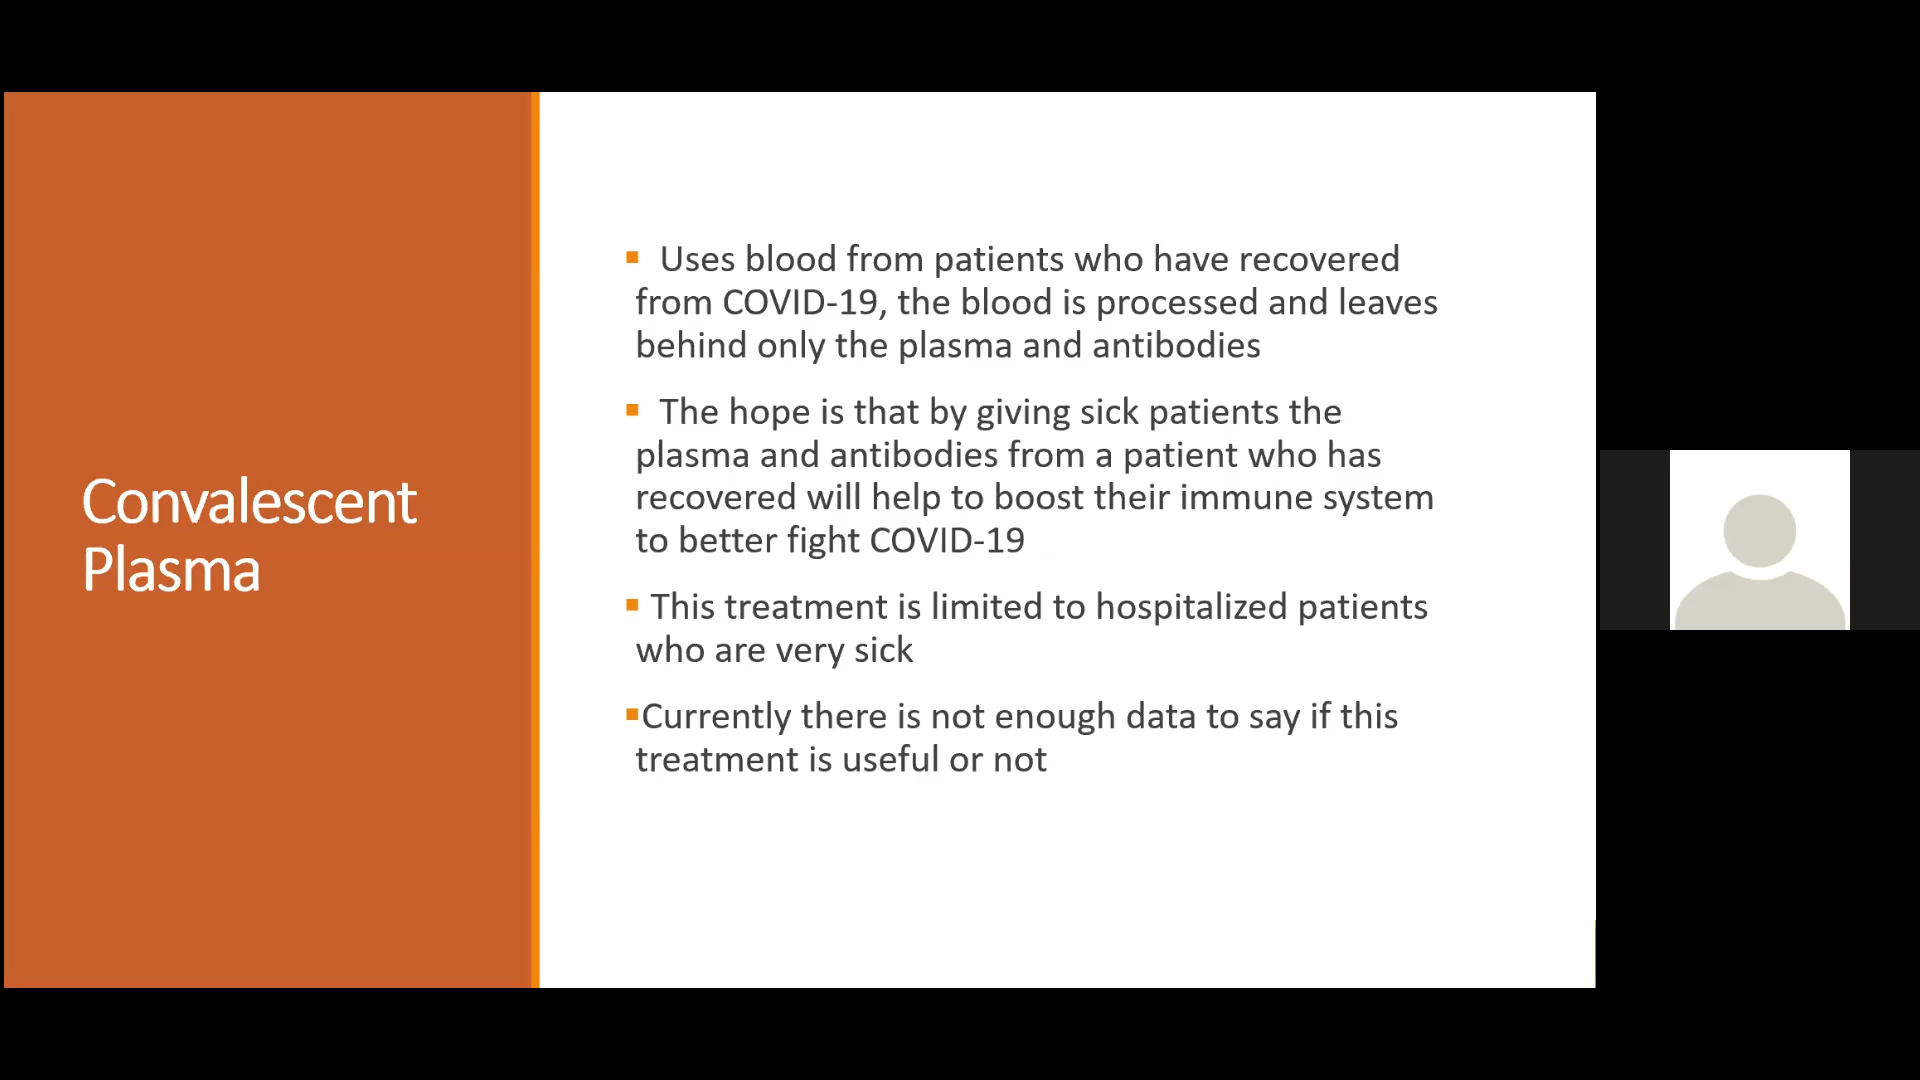 Convalescent
Plasma
▪ Uses blood from patients who have recovered
from COVID-19, the blood is processed and leaves
behind only the plasma and antibodies
▪ The hope is that by giving sick patients the
plasma and antibodies from a patient who has
recovered will help to boost their immune system
to better fight COVID-19
▪ This treatment is limited to hospitalized patients
who are very sick
▪Currently there is not enough data to say if this
treatment is useful or not